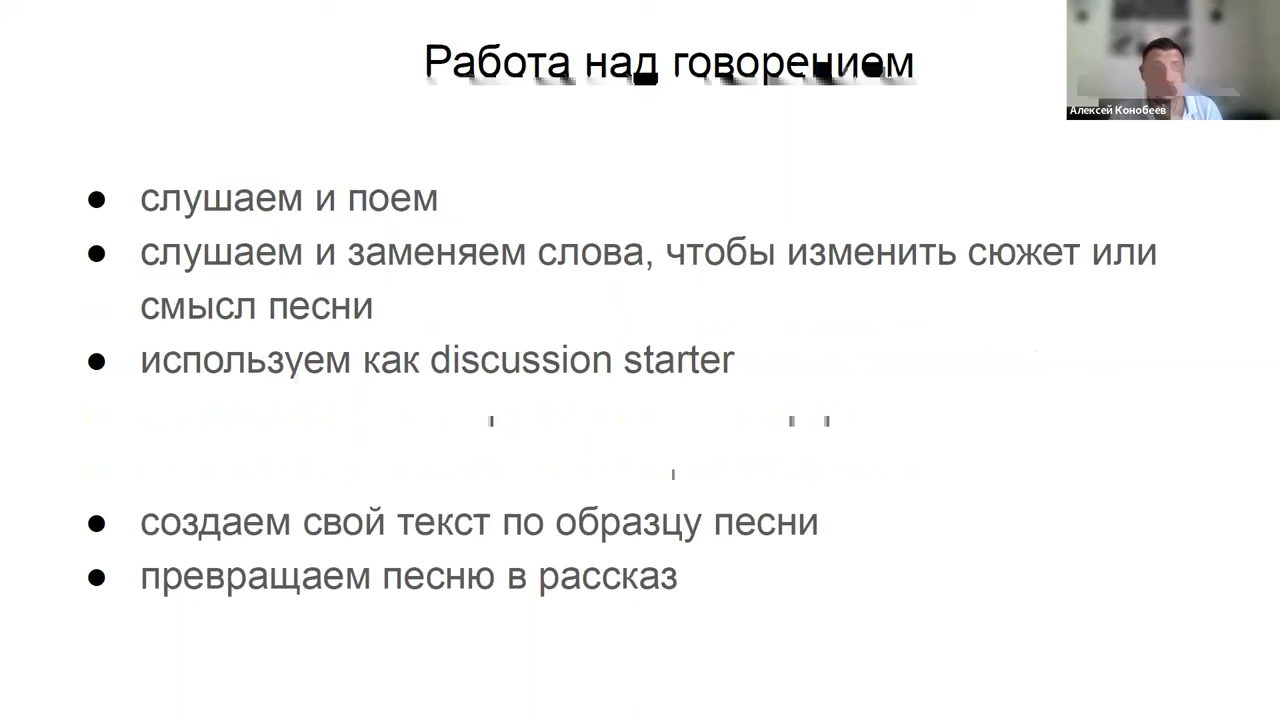 Работа над говорением
Алексей Конобеев
● слушаем и поем
● слушаем и заменяем слова, чтобы изменить сюжет или
смысл песни
● используем как discussion starter
● создаем свой текст по образцу песни
● превращаем песню в рассказ